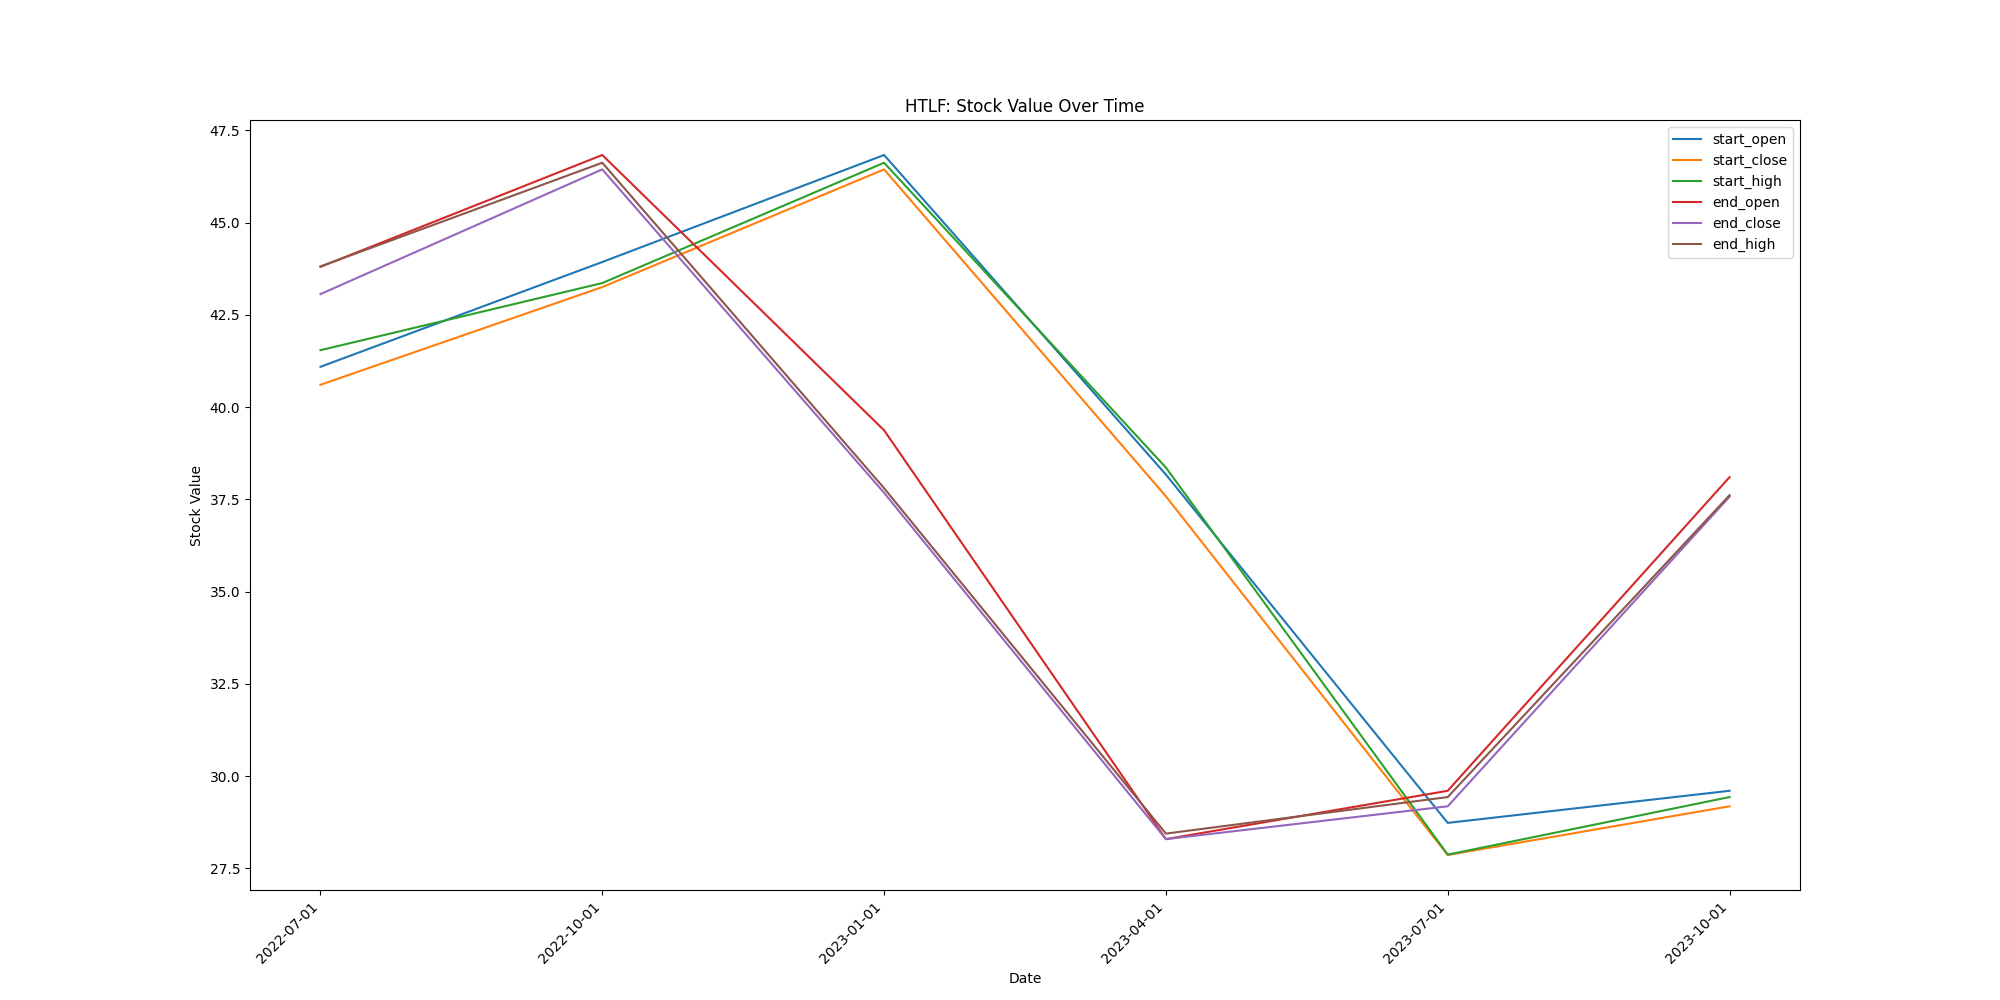 HTLF: Stock Value Over Time
47.5
45.0
42.5
40.0
37.5
35.0
32.5
30.0
27.5
Stock Value
start_open
start_close
start_high
end_open
end_close
end_high
2022-07-01
2022-10-01
2023-01-01
2023-04-01
2023-07-01
2023-10-01
Date